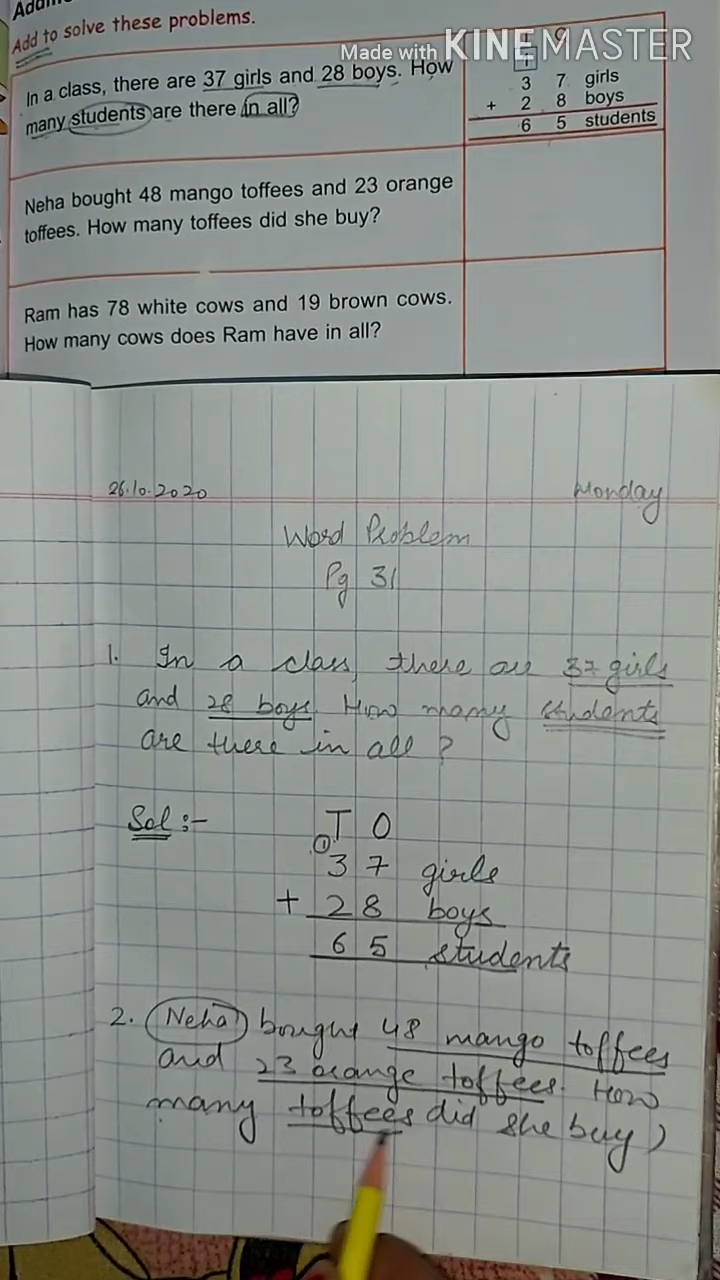 Add to solve these problems.
Made with KINEMASTER
In a class, there are 37 girls and 28 boys. How
many students are there in all?
1
3 7 girls
+ 2 8 boys
6 5 students
Neha bought 48 mango toffees and 23 orange
toffees. How many toffees did she buy?
Ram has 78 white cows and 19 brown cows.
How many cows does Ram have in all?
26.10.2020 Monday
Word Problem
Pg 31
1. In a class, there are 37 girls
and 28 boys. How many students
are there in all?
Sol :-
T O
1
3 7 girls
+ 2 8 boys
6 5 students
2. Neha bought 48 mango toffees
and 23 orange toffees. How
many toffees did she buy)